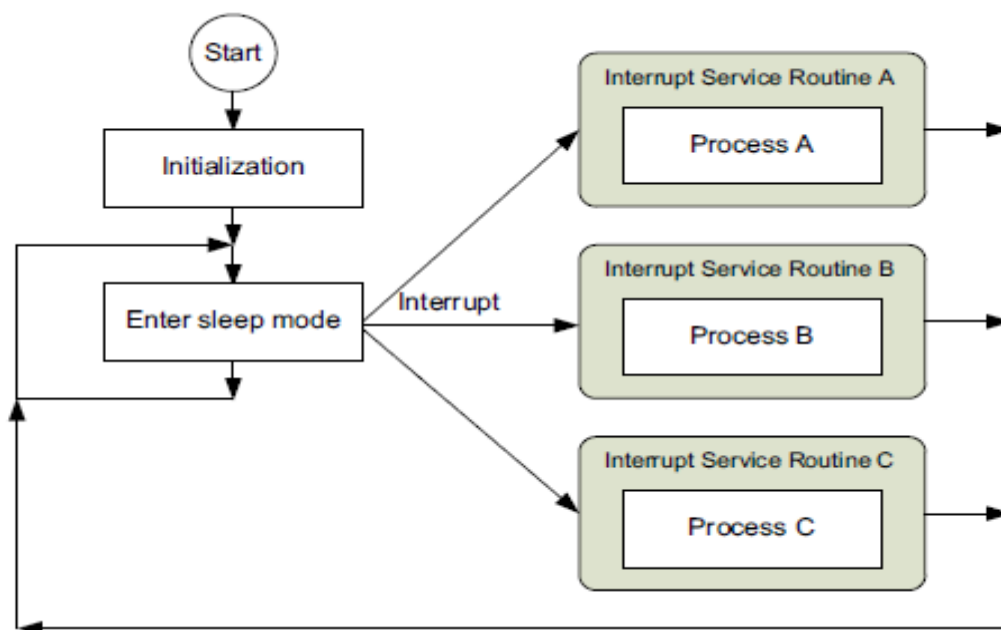 Start
Initialization
Enter sleep mode
Interrupt
Interrupt Service Routine A
Process A
Interrupt Service Routine B
Process B
Interrupt Service Routine C
Process C